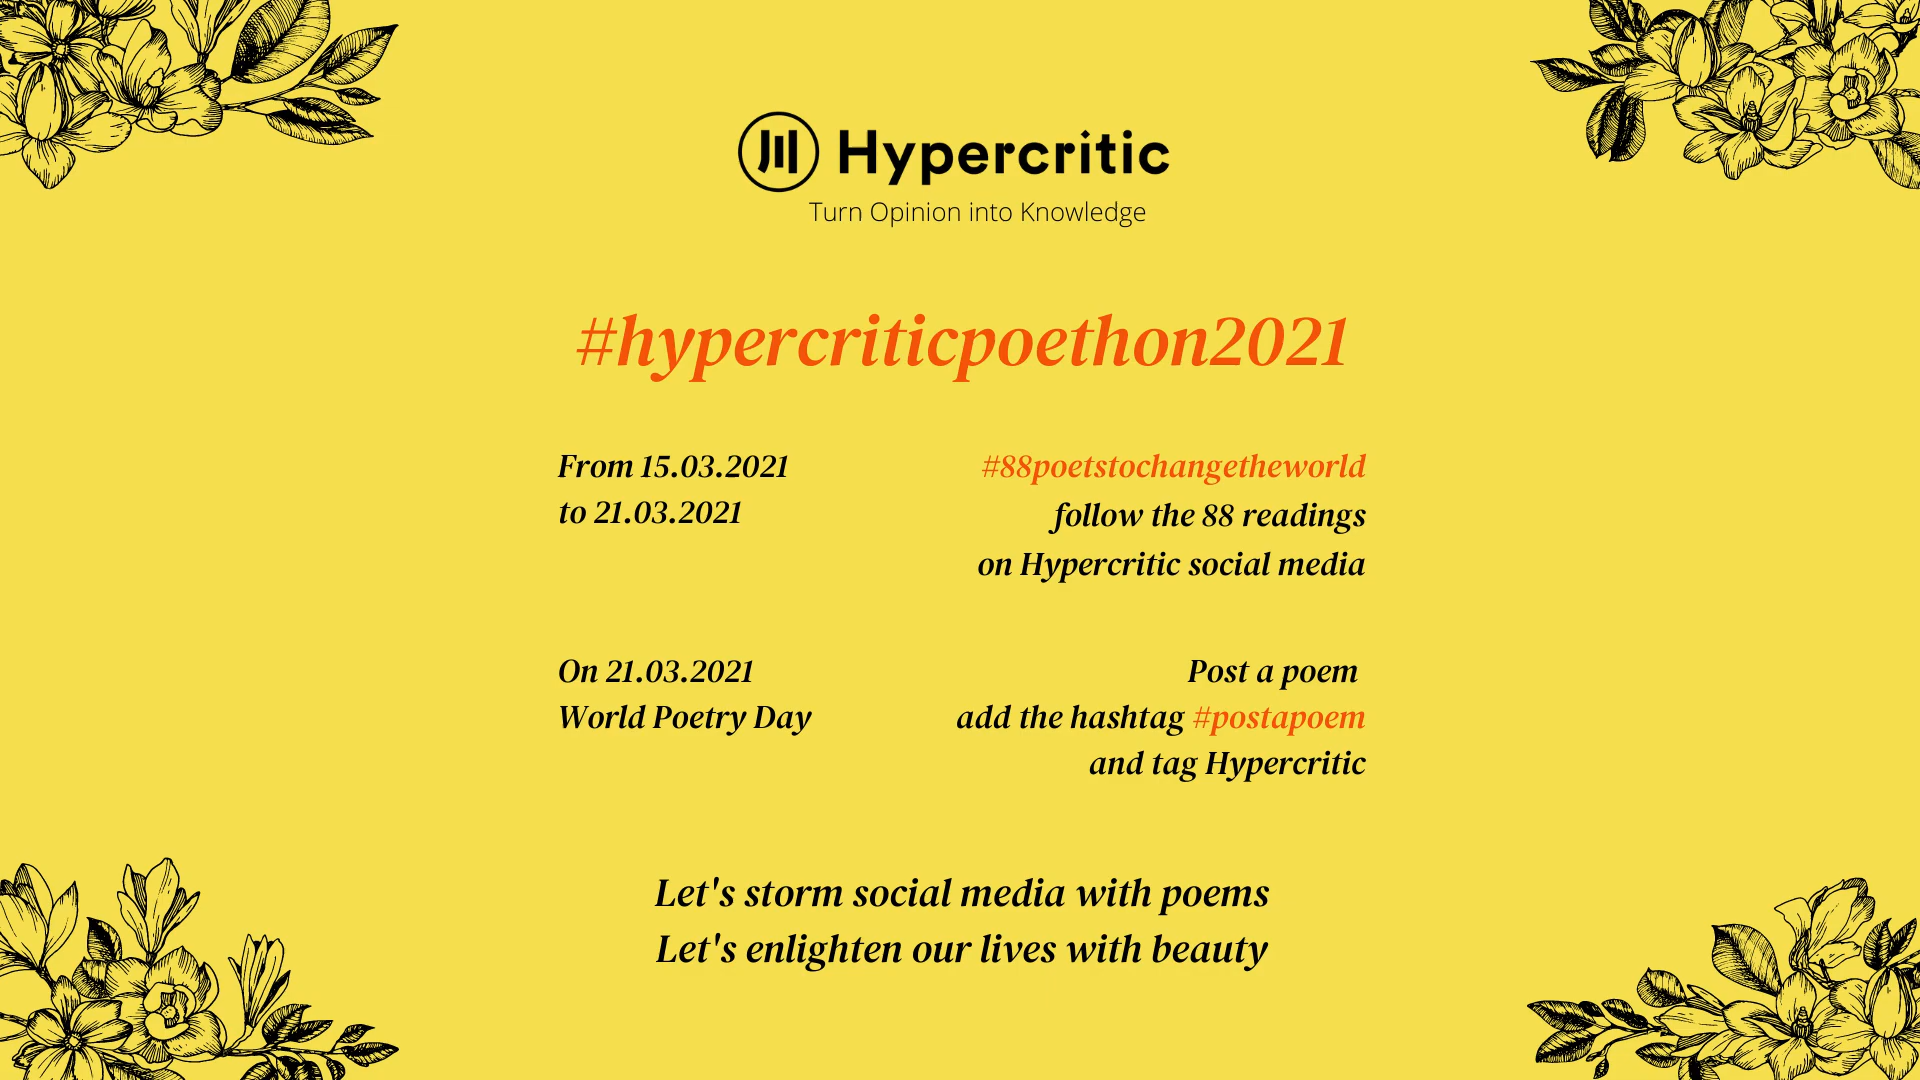 Hypercritic
Turn Opinion into Knowledge
#hypercriticpoethon2021
From 15.03.2021
to 21.03.2021
#88poetstochangetheworld
follow the 88 readings
on Hypercritic social media
On 21.03.2021
World Poetry Day
Post a poem
add the hashtag #postapoem
and tag Hypercritic
Let's storm social media with poems
Let's enlighten our lives with beauty